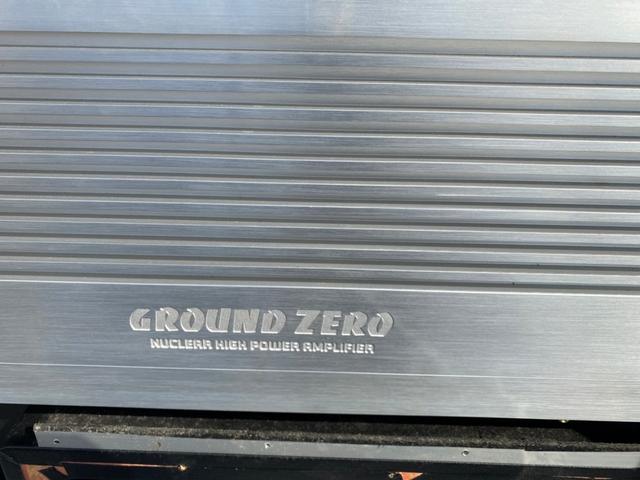 GROUND ZERO
NUCLEAR HIGH POWER AMPLIFIER